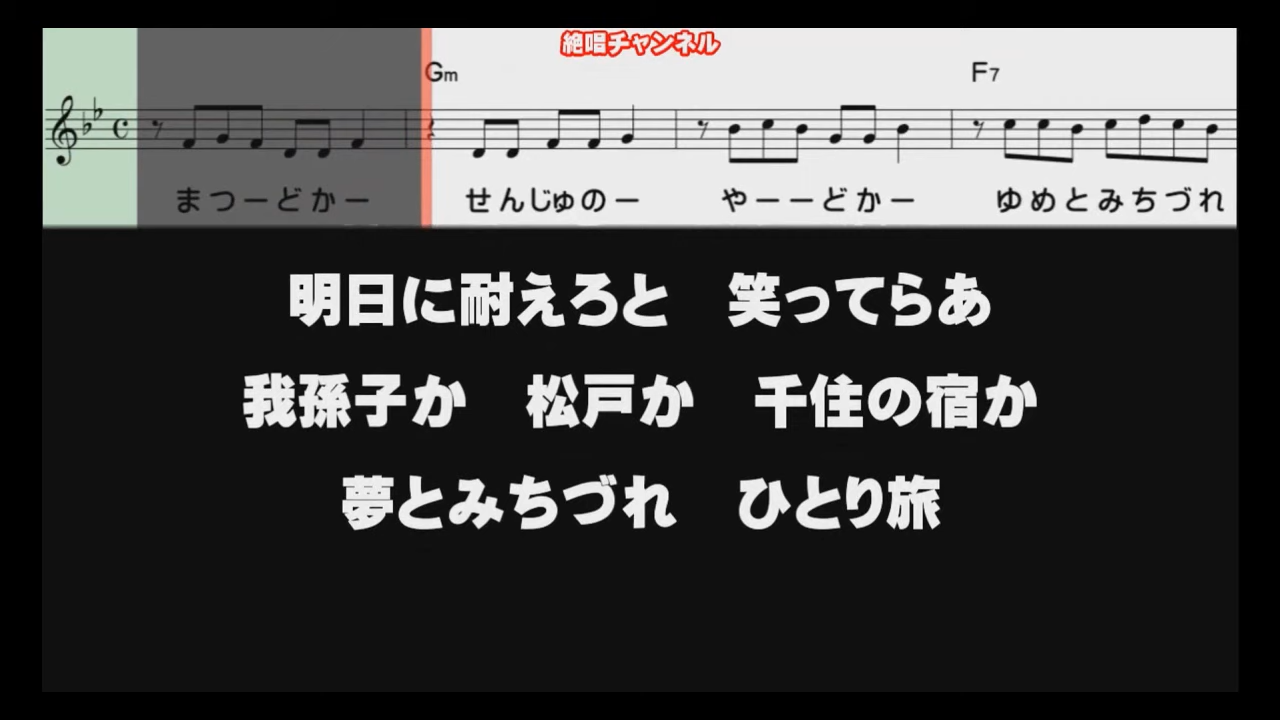 絶唱チャンネル
Gm F7
まつーどかー せんじゅのー やーーどかー ゆめとみちづれ
明日に耐えろと 笑ってらあ
我孫子か 松戸か 千住の宿か
夢とみちづれ ひとり旅